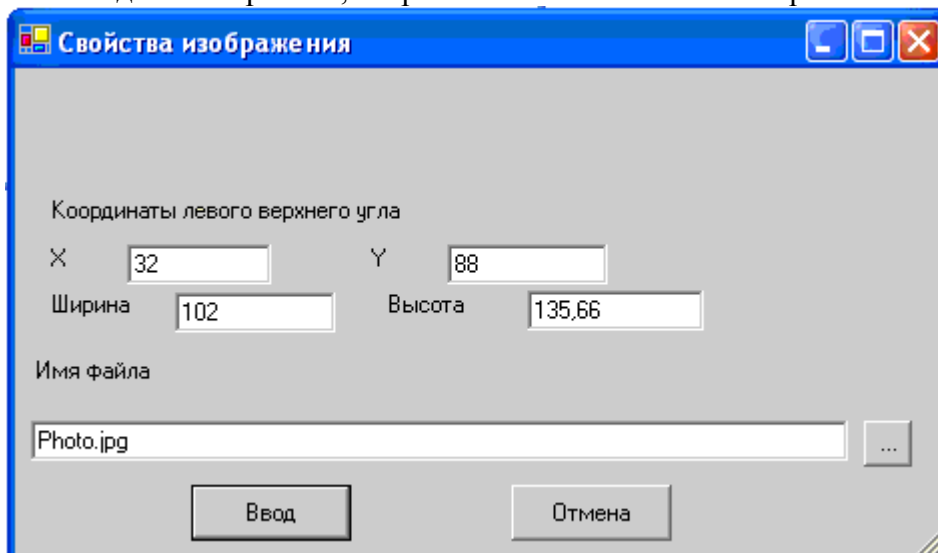 Свойства изображения
Координаты левого верхнего угла
X 32 Y 88
Ширина 102 Высота 135,66
Имя файла
Photo.jpg ...
Ввод Отмена